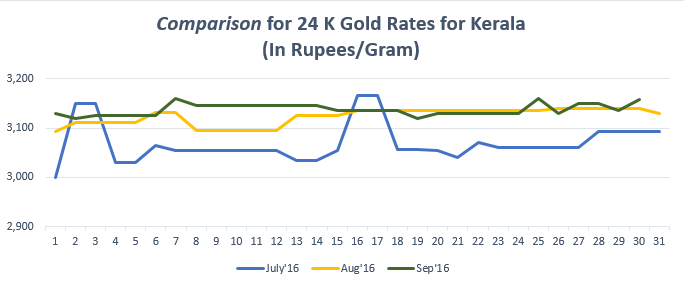 Comparison for 24 K Gold Rates for Kerala
(In Rupees/Gram)
3,200
3,100
3,000
2,900
1 2 3 4 5 6 7 8 9 10 11 12 13 14 15 16 17 18 19 20 21 22 23 24 25 26 27 28 29 30 31
July'16 Aug'16 Sep'16